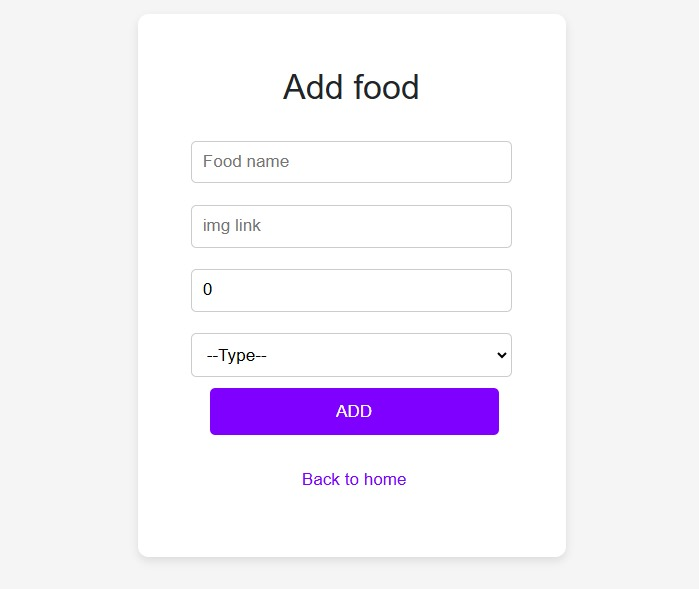 Add food
Food name
img link
0
--Type--
ADD
Back to home